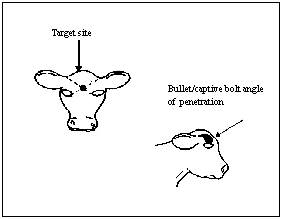 Target site
Bullet/captive bolt angle
of penetration